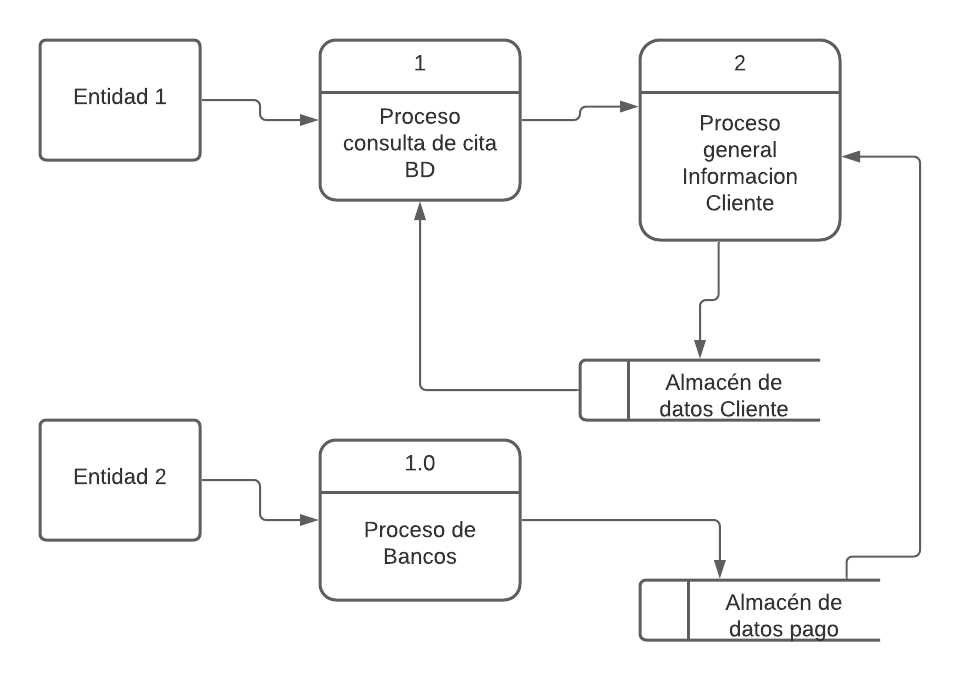 Entidad 1
1
Proceso
consulta de cita
BD
2
Proceso
general
Informacion
Cliente
Almacén de
datos Cliente
Entidad 2
1.0
Proceso de
Bancos
Almacén de
datos pago